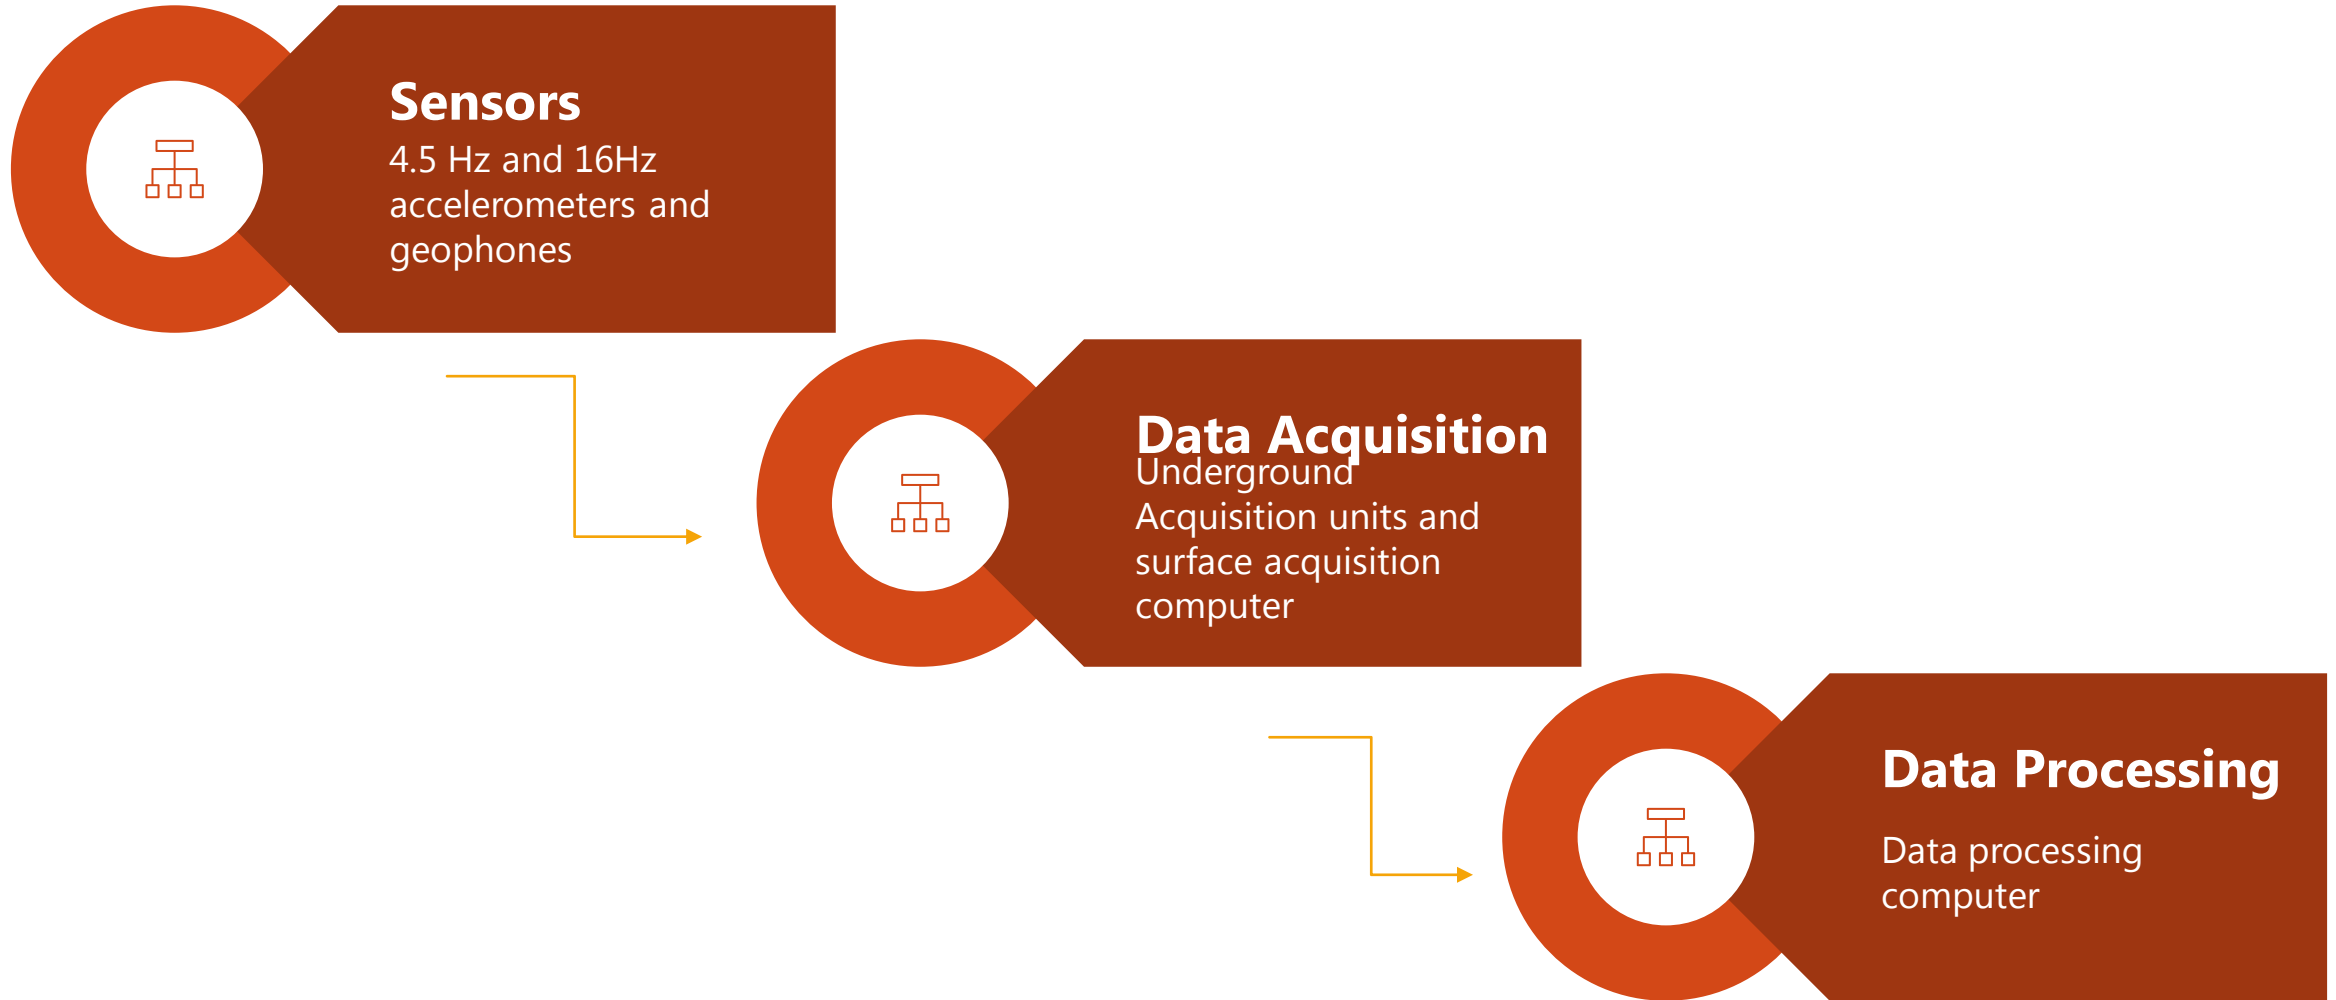 Sensors
4.5 Hz and 16Hz
accelerometers and
geophones
Data Acquisition
Underground
Acquisition units and
surface acquisition
computer
Data Processing
Data processing
computer